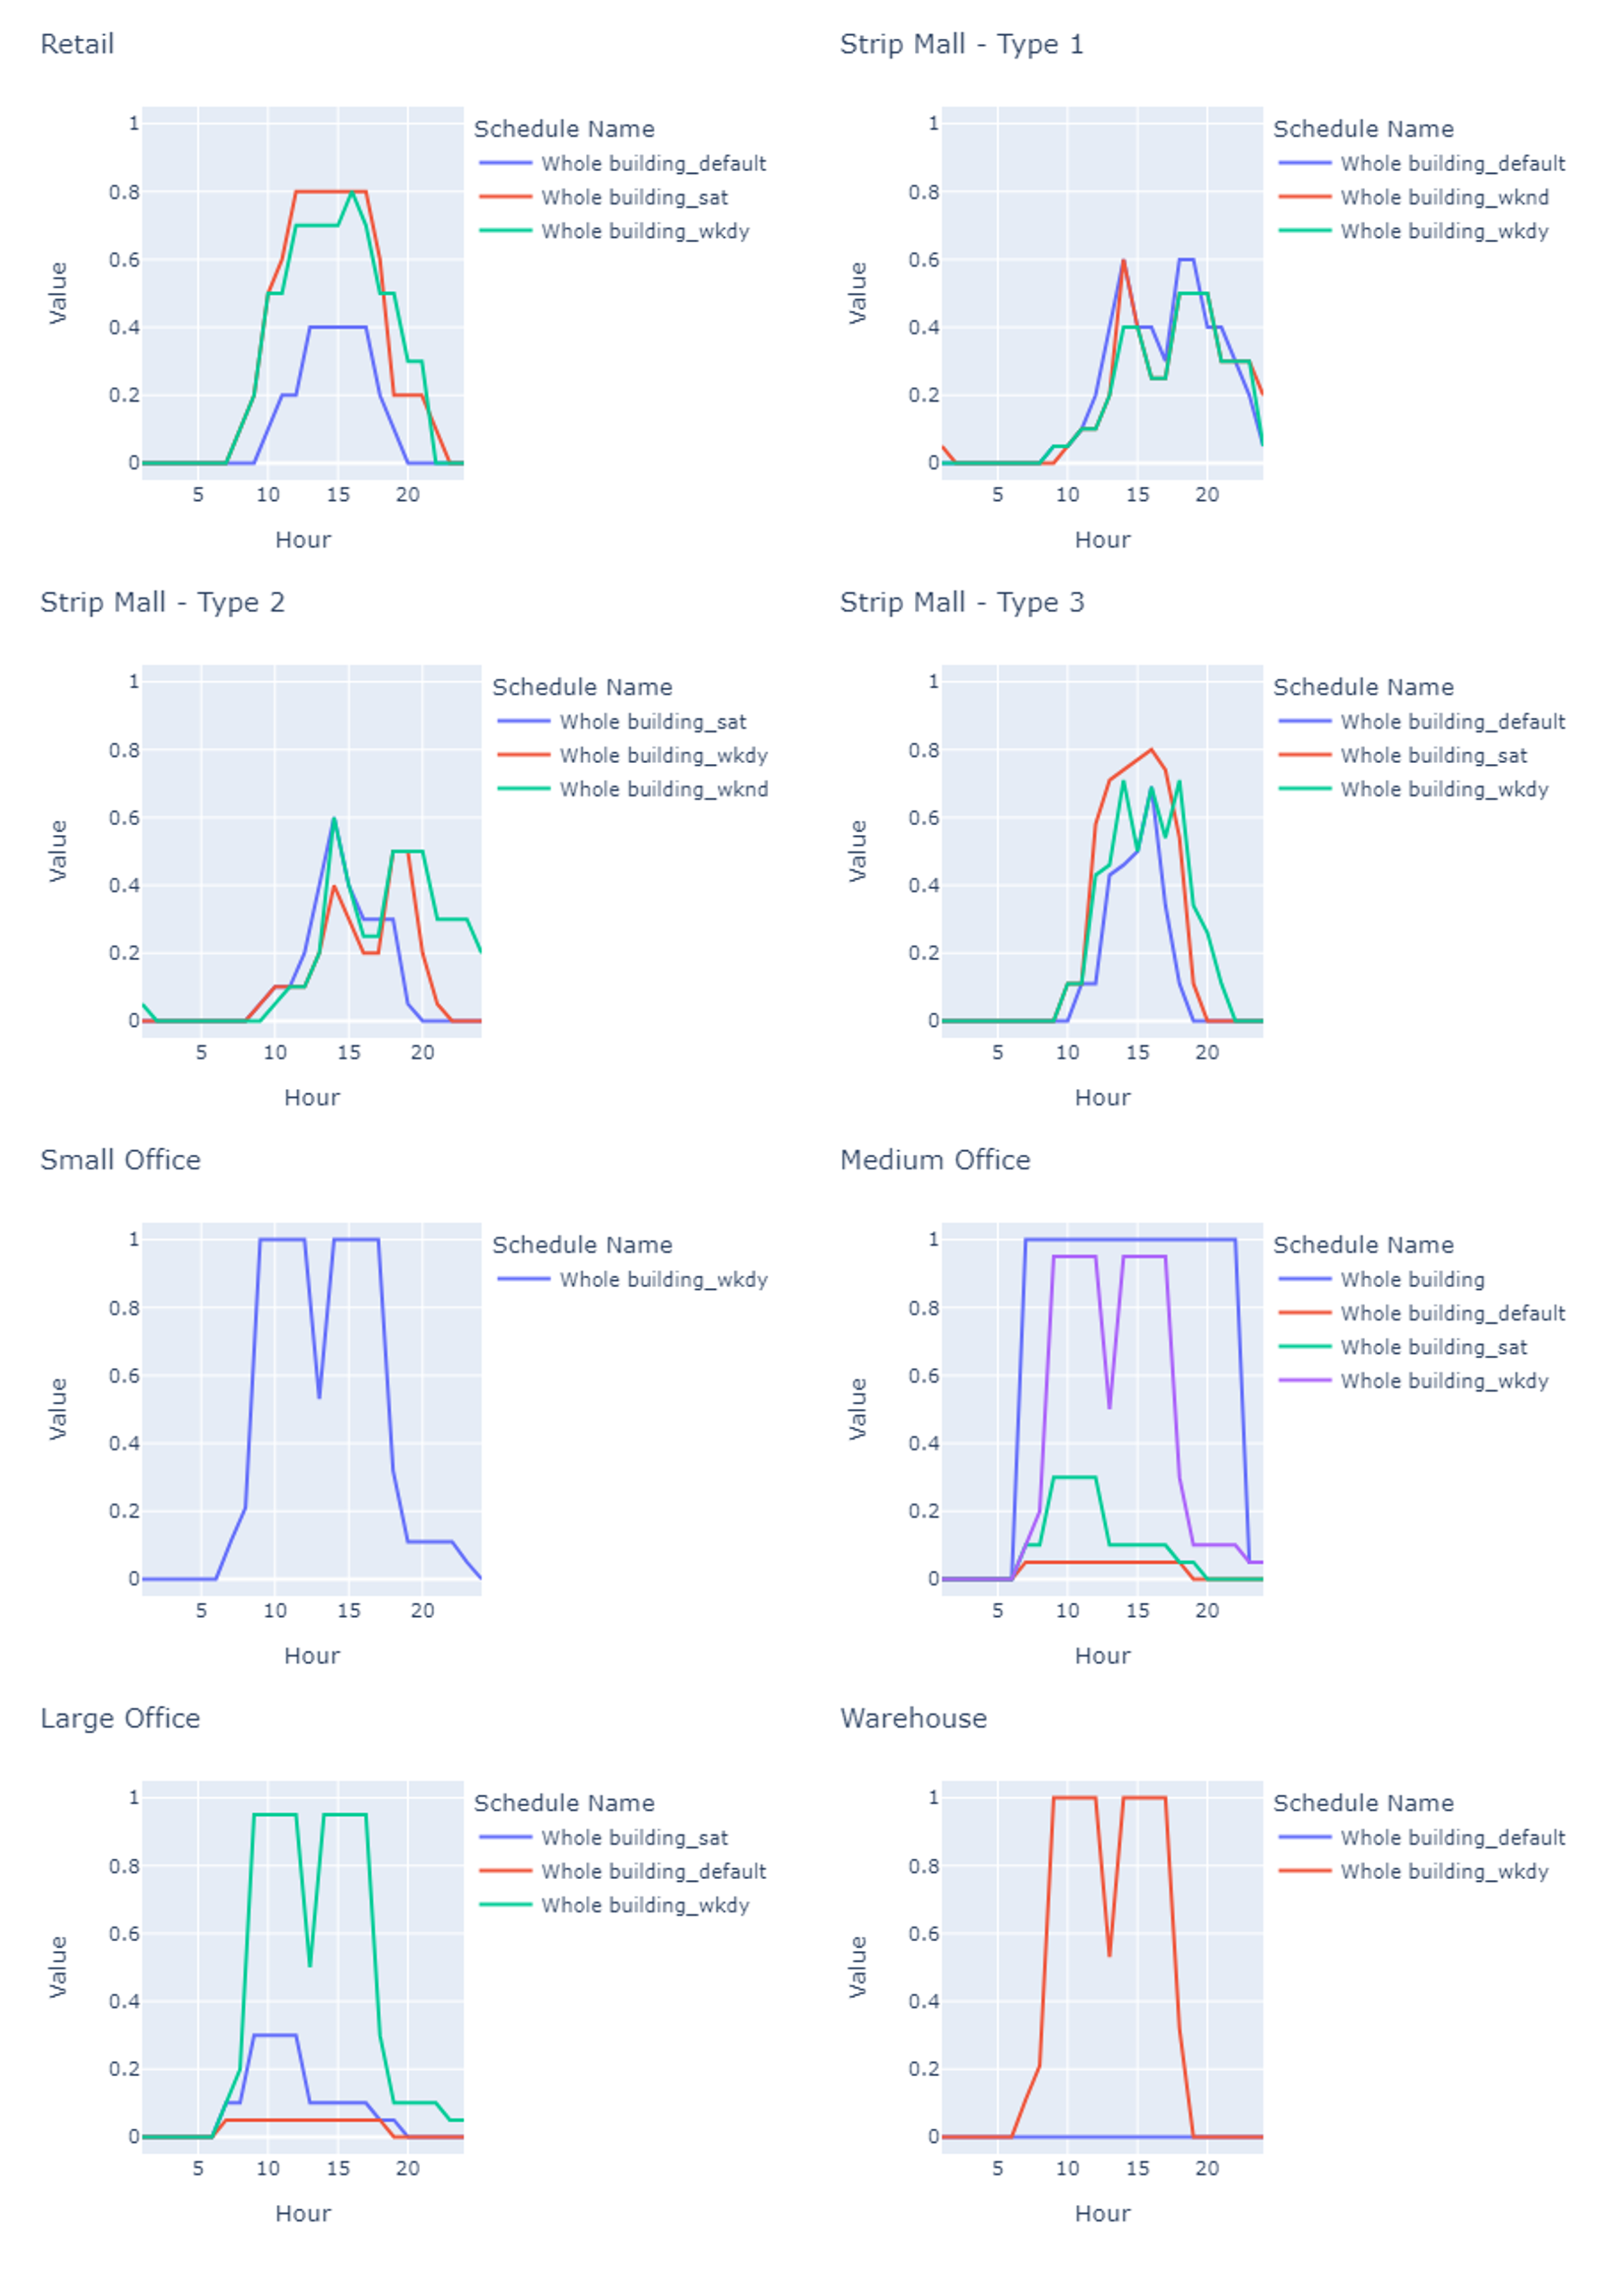 Retail
1
0.8
0.6
0.4
0.2
0
Value
5 10 15 20
Hour
Schedule Name
Whole building_default
Whole building_sat
Whole building_wkdy
Strip Mall - Type 1
1
0.8
0.6
0.4
0.2
0
Value
5 10 15 20
Hour
Schedule Name
Whole building_default
Whole building_wknd
Whole building_wkdy
Strip Mall - Type 2
1
0.8
0.6
0.4
0.2
0
Value
5 10 15 20
Hour
Schedule Name
Whole building_sat
Whole building_wkdy
Whole building_wknd
Strip Mall - Type 3
1
0.8
0.6
0.4
0.2
0
Value
5 10 15 20
Hour
Schedule Name
Whole building_default
Whole building_sat
Whole building_wkdy
Small Office
1
0.8
0.6
0.4
0.2
0
Value
5 10 15 20
Hour
Schedule Name
Whole building_wkdy
Medium Office
1
0.8
0.6
0.4
0.2
0
Value
5 10 15 20
Hour
Schedule Name
Whole building
Whole building_default
Whole building_sat
Whole building_wkdy
Large Office
1
0.8
0.6
0.4
0.2
0
Value
5 10 15 20
Hour
Schedule Name
Whole building_sat
Whole building_default
Whole building_wkdy
Warehouse
1
0.8
0.6
0.4
0.2
0
Value
5 10 15 20
Hour
Schedule Name
Whole building_default
Whole building_wkdy